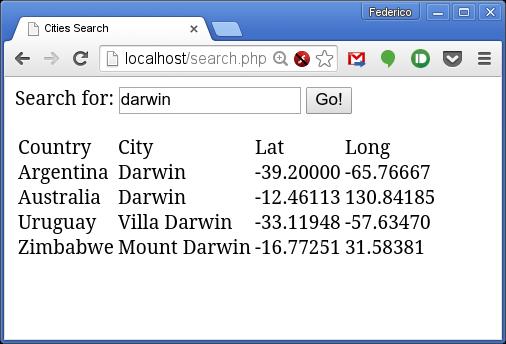 Federico
Cities Search
localhost/search.php
Search for: darwin Go!
Country City Lat Long
Argentina Darwin -39.20000 -65.76667
Australia Darwin -12.46113 130.84185
Uruguay Villa Darwin -33.11948 -57.63470
Zimbabwe Mount Darwin -16.77251 31.58381